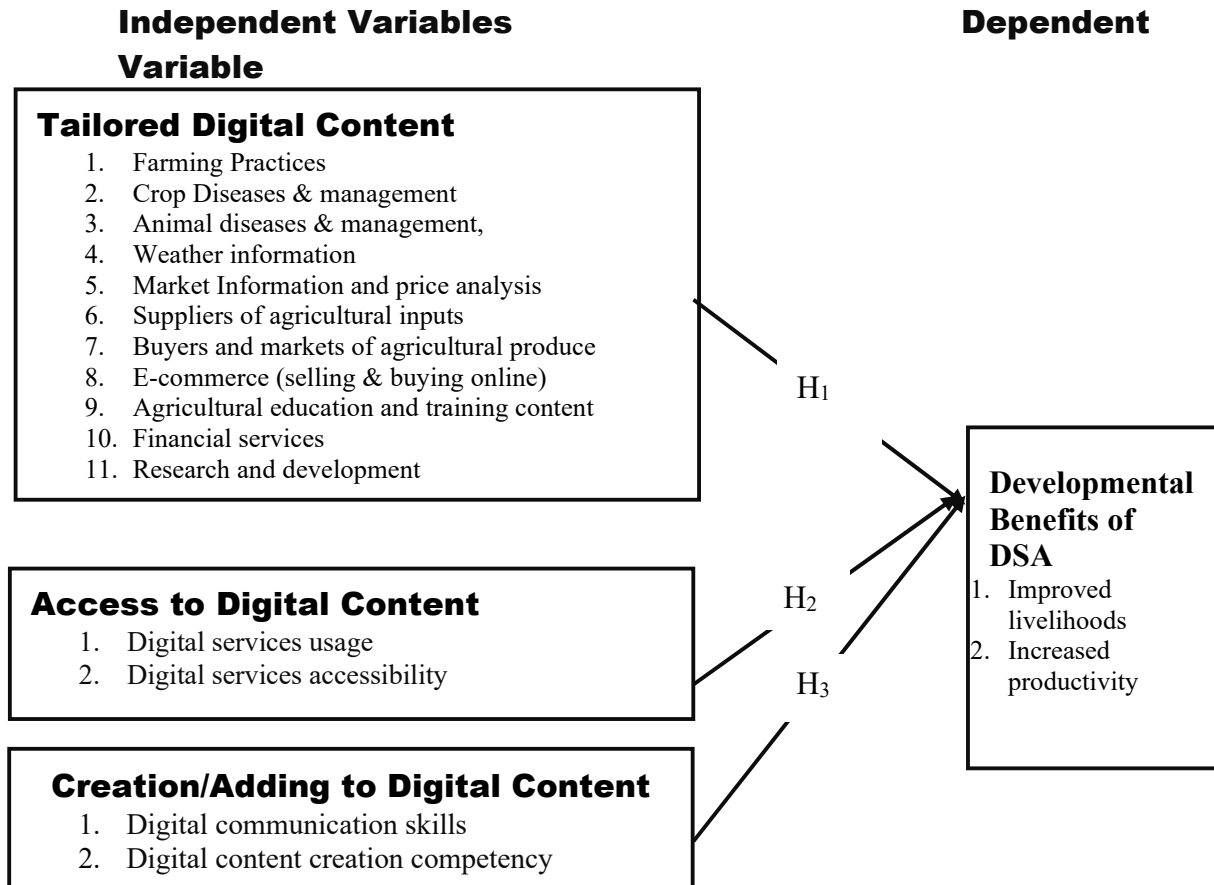 Independent Variables Dependent
Variable
Tailored Digital Content
1. Farming Practices
2. Crop Diseases & management
3. Animal diseases & management,
4. Weather information
5. Market Information and price analysis
6. Suppliers of agricultural inputs
7. Buyers and markets of agricultural produce
8. E-commerce (selling & buying online)
9. Agricultural education and training content
10. Financial services
11. Research and development
H₁
Access to Digital Content
1. Digital services usage
2. Digital services accessibility
H₂
Creation/Adding to Digital Content
1. Digital communication skills
2. Digital content creation competency
H₃
Developmental
Benefits of
DSA
1. Improved
livelihoods
2. Increased
productivity